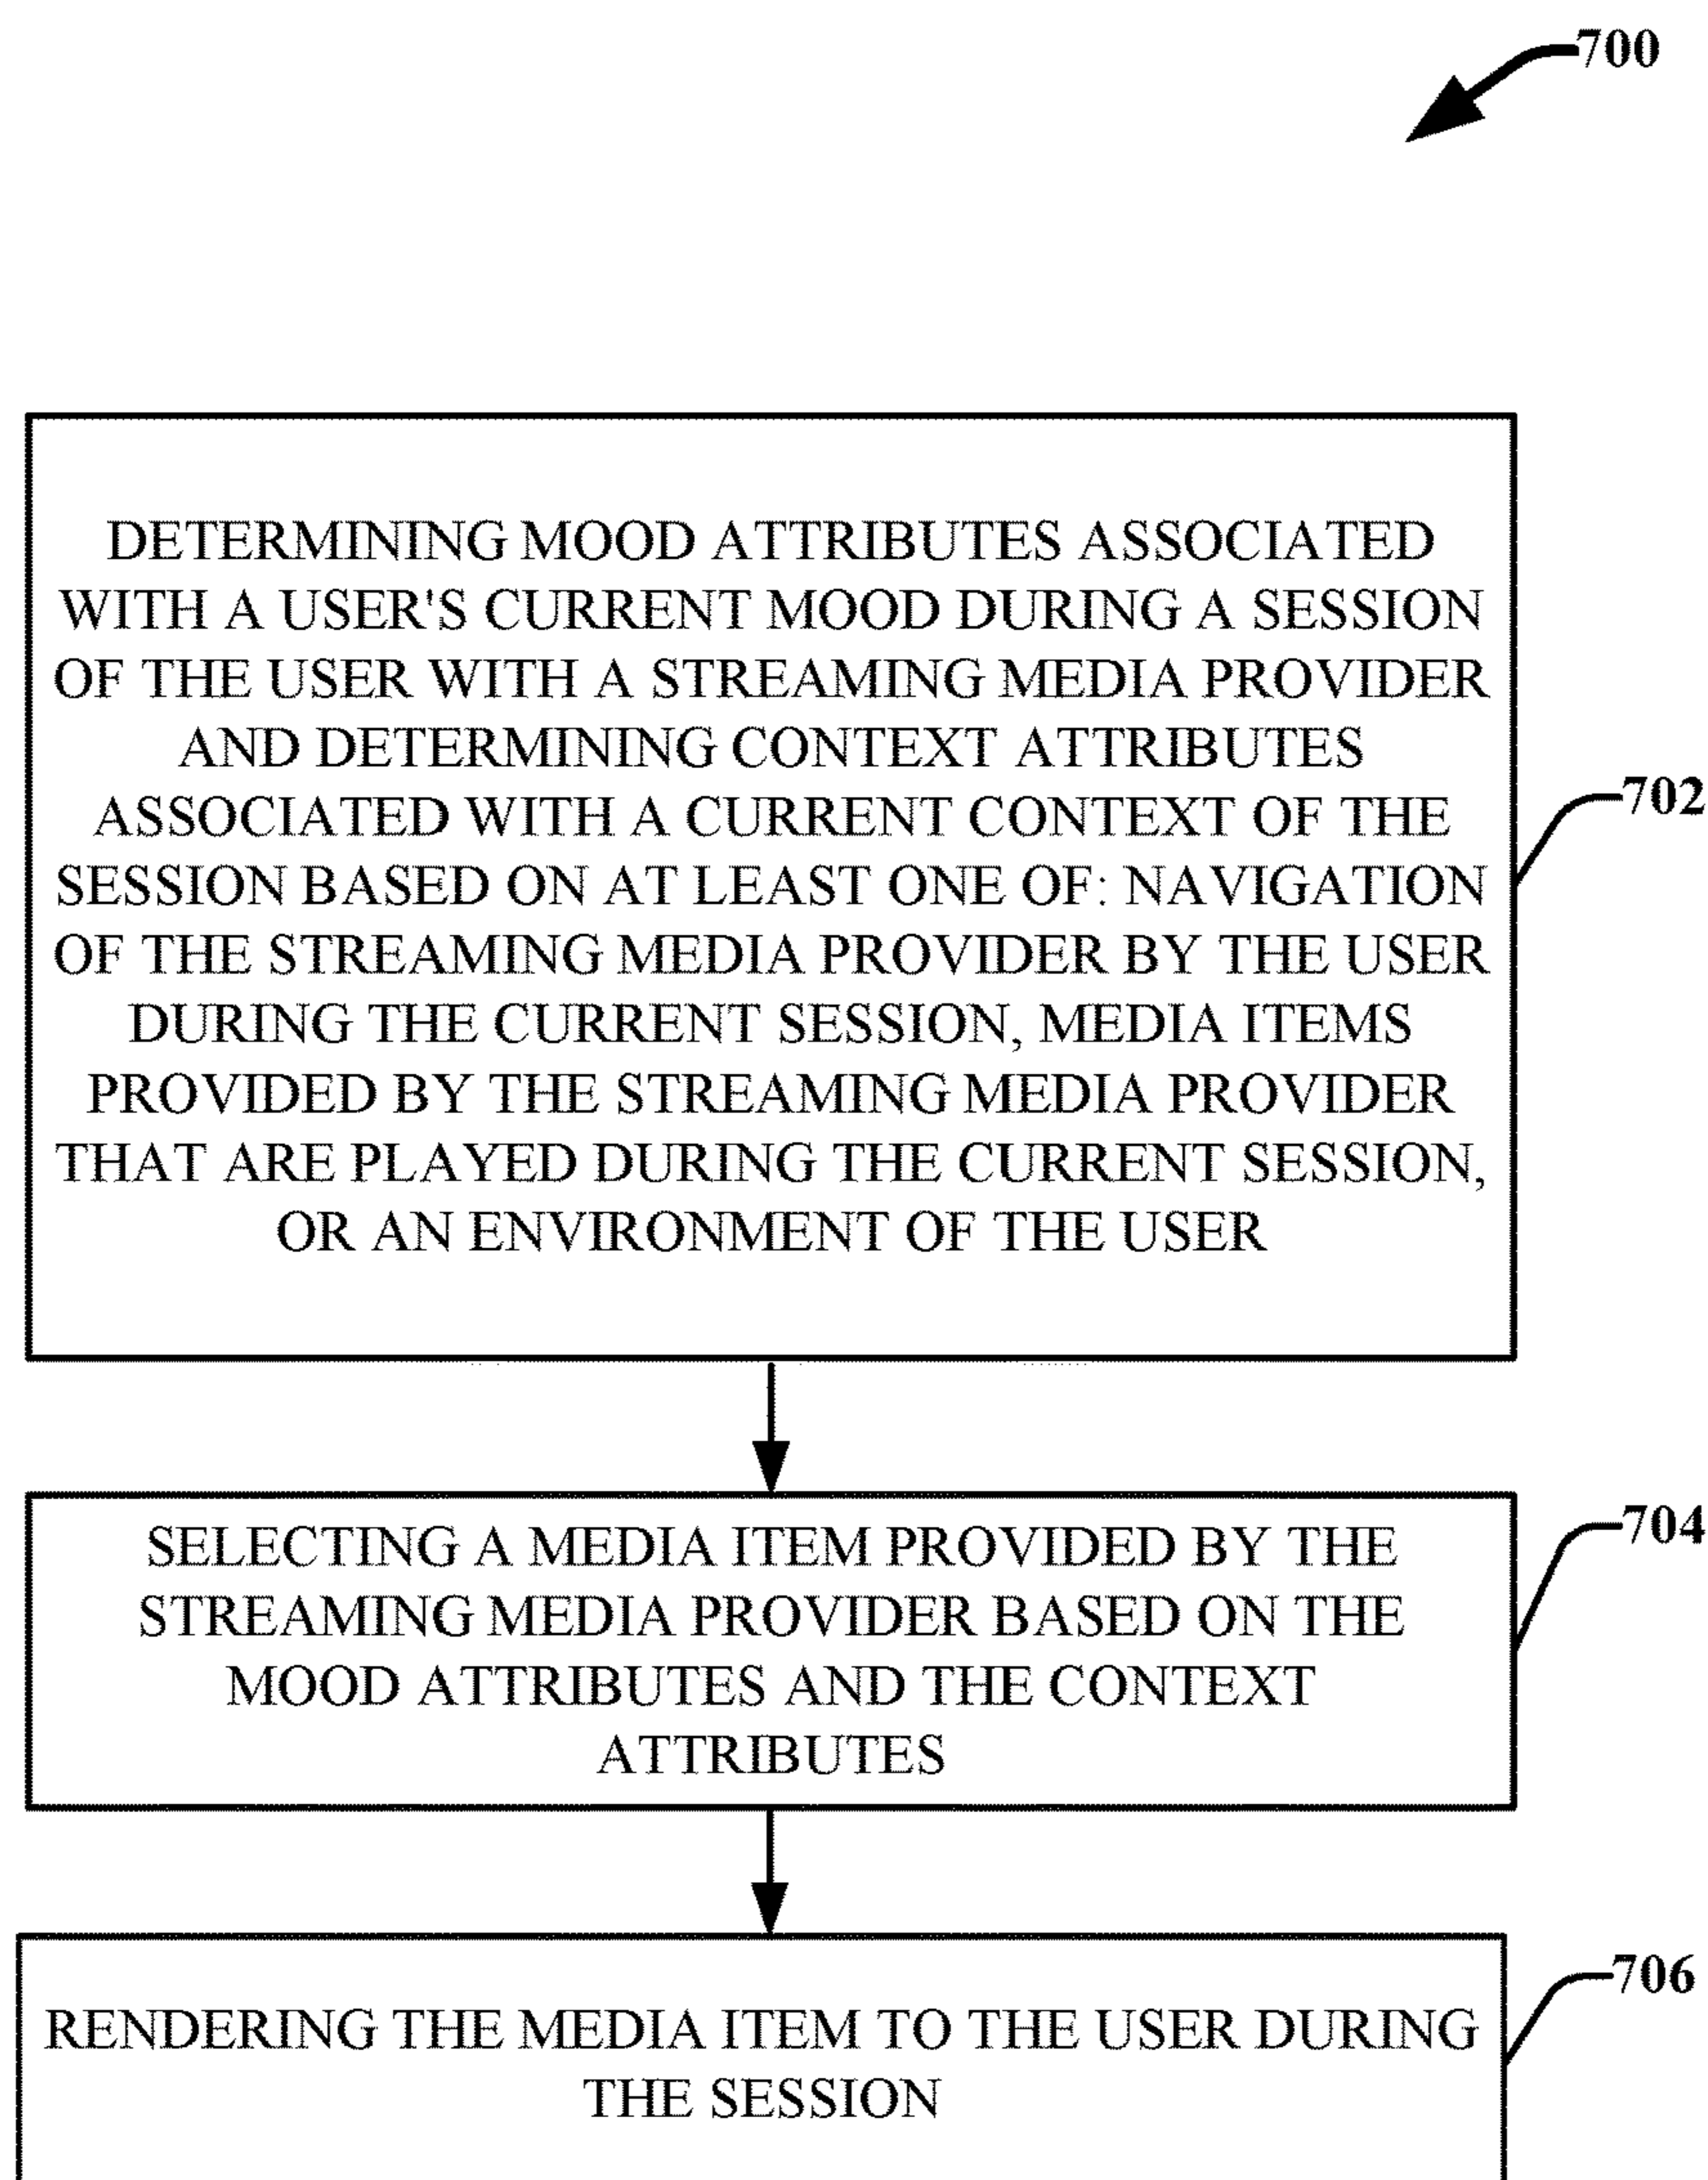 700
DETERMINING MOOD ATTRIBUTES ASSOCIATED
WITH A USER'S CURRENT MOOD DURING A SESSION
OF THE USER WITH A STREAMING MEDIA PROVIDER
AND DETERMINING CONTEXT ATTRIBUTES
ASSOCIATED WITH A CURRENT CONTEXT OF THE
SESSION BASED ON AT LEAST ONE OF: NAVIGATION
OF THE STREAMING MEDIA PROVIDER BY THE USER
DURING THE CURRENT SESSION, MEDIA ITEMS
PROVIDED BY THE STREAMING MEDIA PROVIDER
THAT ARE PLAYED DURING THE CURRENT SESSION,
OR AN ENVIRONMENT OF THE USER
702
SELECTING A MEDIA ITEM PROVIDED BY THE
STREAMING MEDIA PROVIDER BASED ON THE
MOOD ATTRIBUTES AND THE CONTEXT
ATTRIBUTES
704
RENDERING THE MEDIA ITEM TO THE USER DURING
THE SESSION
706